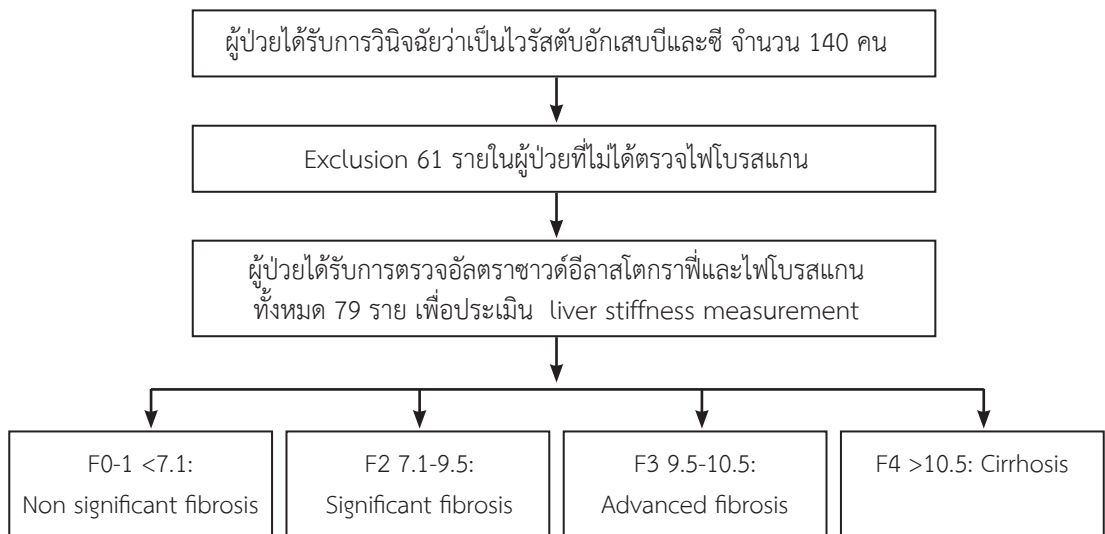 ผู้ป่วยได้รับการวินิจฉัยว่าเป็นไวรัสตับอักเสบบีและซี จำนวน 140 คน
Exclusion 61 รายในผู้ป่วยที่ไม่ได้ตรวจไฟโบรสแกน
ผู้ป่วยได้รับการตรวจอัลตราซาวด์อีลาสโตกราฟี่และไฟโบรสแกน
ทั้งหมด 79 ราย เพื่อประเมิน liver stiffness measurement
F0-1 <7.1:
Non significant fibrosis
F2 7.1-9.5:
Significant fibrosis
F3 9.5-10.5:
Advanced fibrosis
F4 >10.5: Cirrhosis